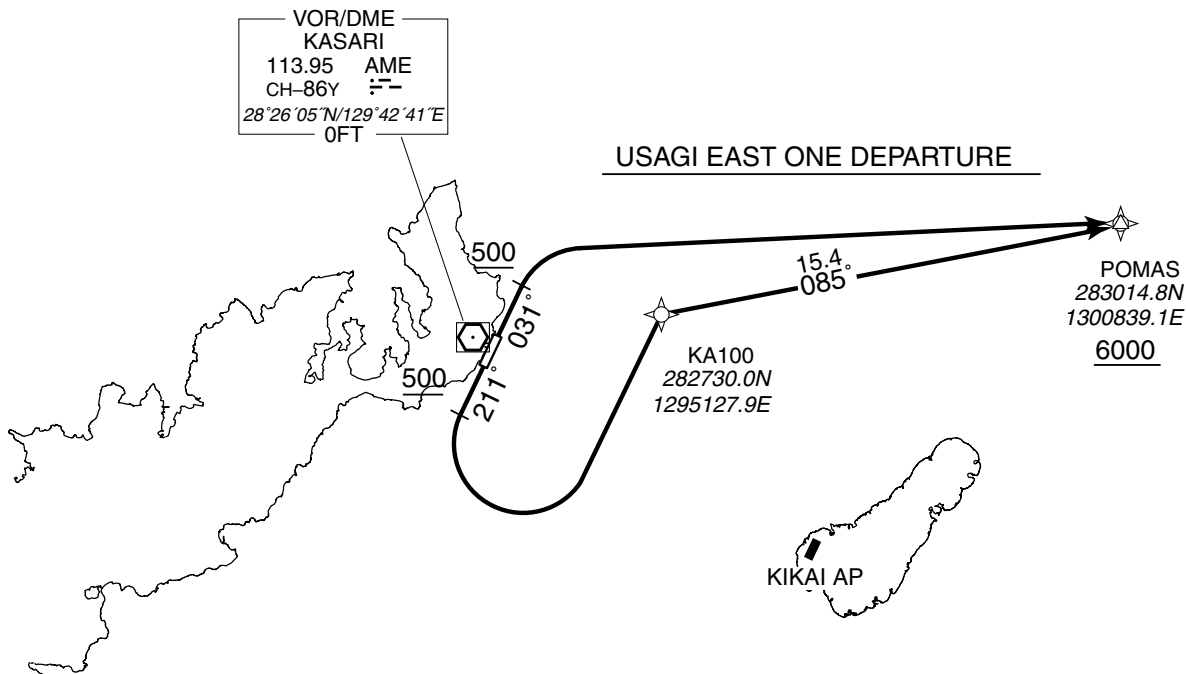 VOR/DME
KASARI
113.95 AME
CH–86Y
28°26´05˝N/129°42´41˝E
0FT
USAGI EAST ONE DEPARTURE
500
031°
15.4
085°
POMAS
283014.8N
1300839.1E
6000
KA100
282730.0N
1295127.9E
500
211°
KIKAI AP